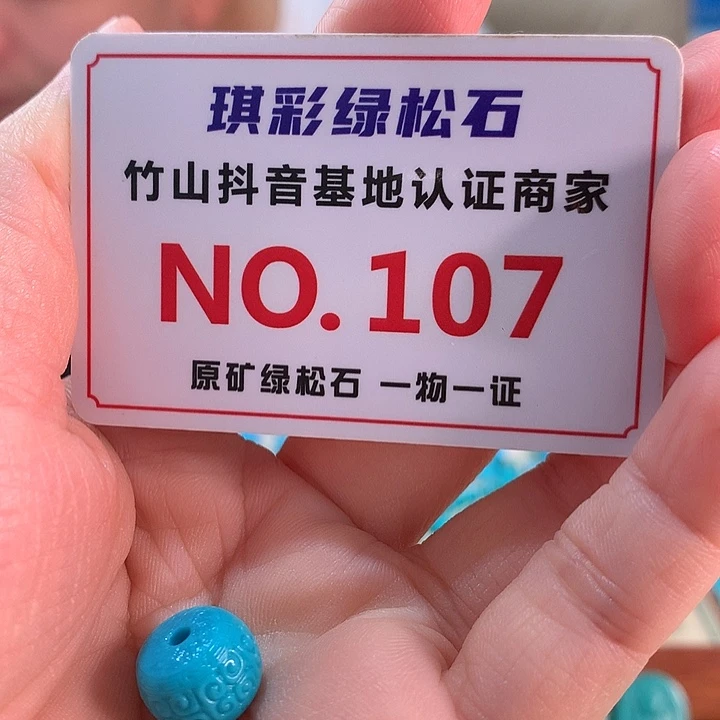 琪彩绿松石
竹山抖音基地认证商家
NO.107
原矿绿松石 一物一证